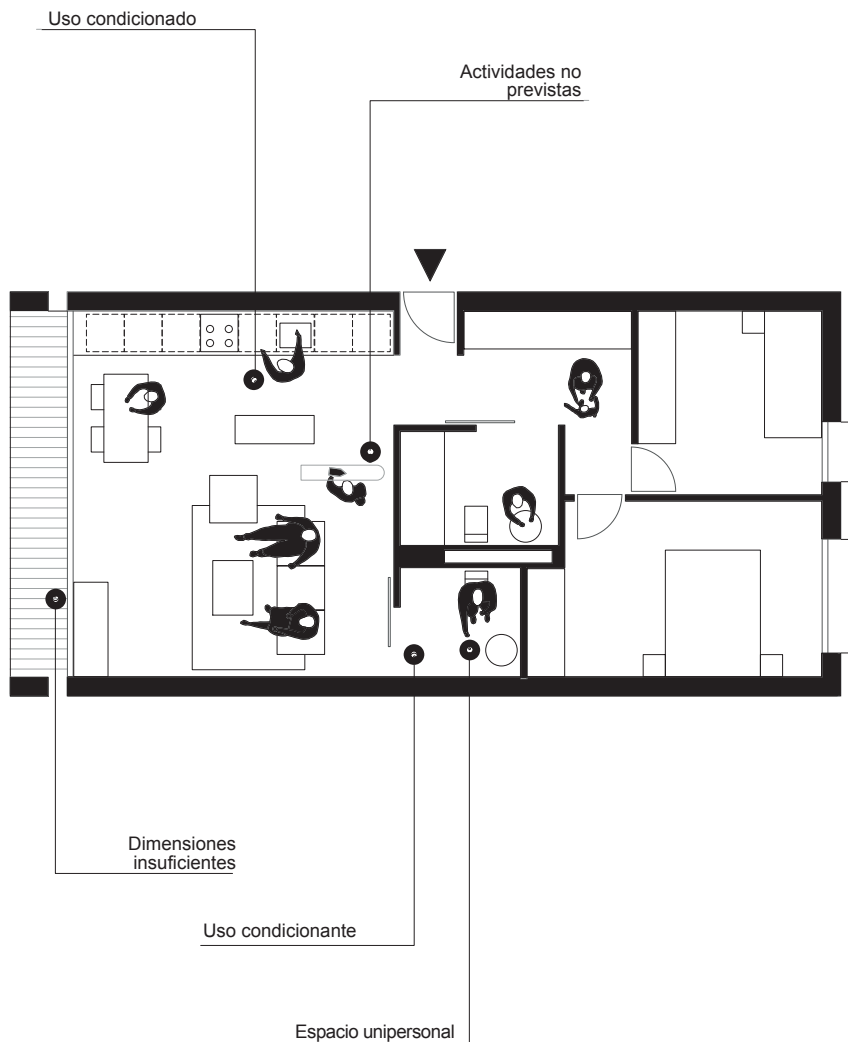 Uso condicionado
Actividades no
previstas
Dimensiones
insuficientes
Uso condicionante
Espacio unipersonal